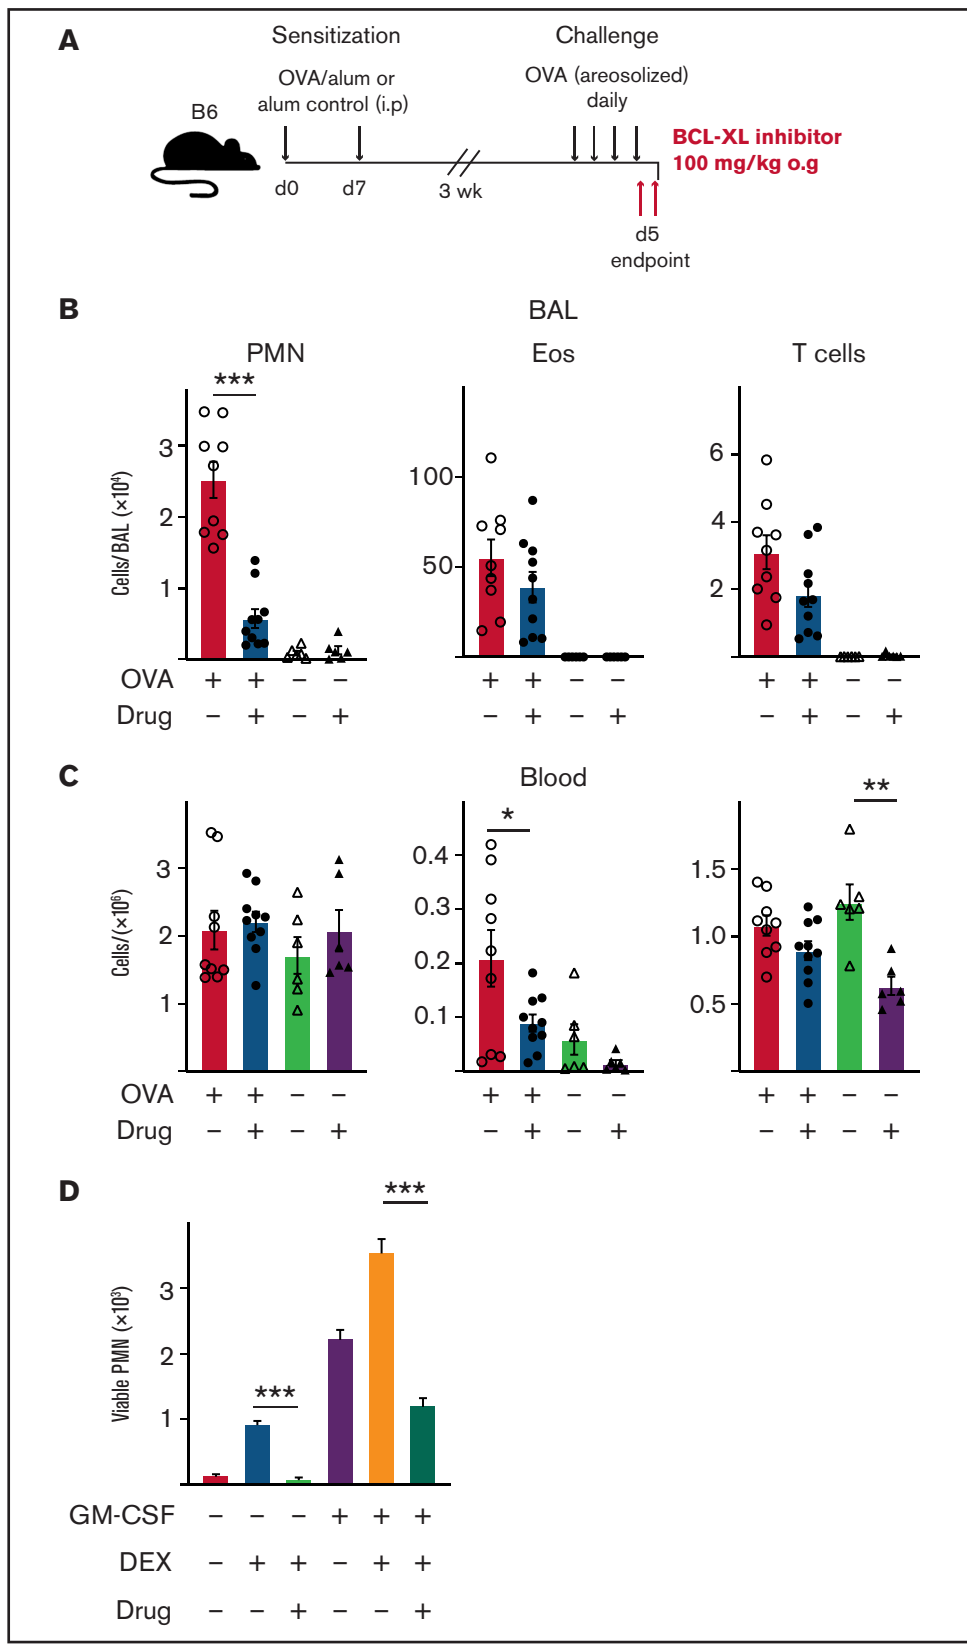 A
Sensitization
Challenge
OVA/alum or
alum control (i.p)
OVA (areosolized)
daily
B6
BCL-XL inhibitor
100 mg/kg o.g
d0
d7
3 wk
d5
endpoint
B
BAL
PMN
Eos
T cells
***
Cells/BAL (×10⁴)
3
2
1
100
50
6
4
2
OVA + + − − + + − − + + − −
Drug − + − + − + − + − + − +
C
Blood
*
**
Cells/(×10⁶)
3
2
1
0.4
0.3
0.2
0.1
1.5
1.0
0.5
OVA + + − − + + − − + + − −
Drug − + − + − + − + − + − +
D
***
***
Viable PMN (×10³)
3
2
1
GM-CSF − − − + + +
DEX − + + − + +
Drug − − + − − +